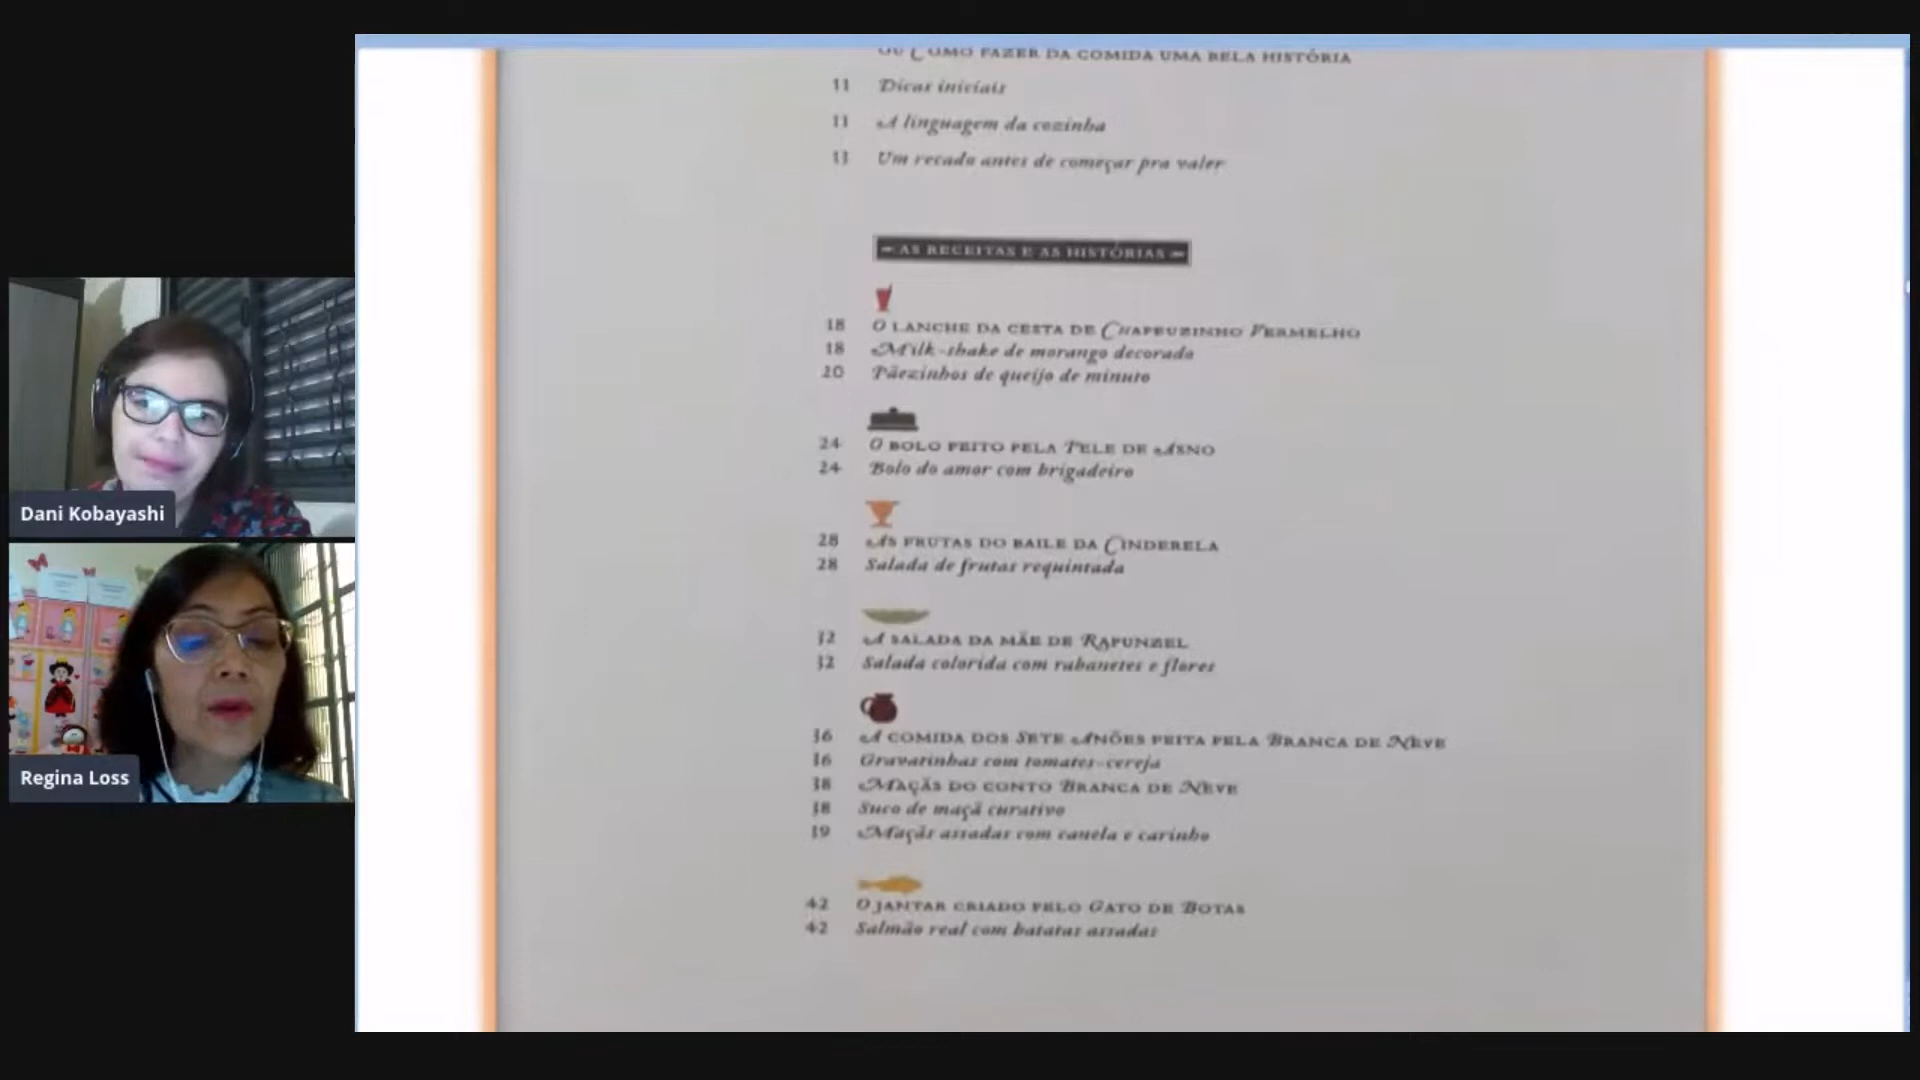 OU COMO FAZER DA COMIDA UMA BELA HISTÓRIA
11 Dicas iniciais
11 A linguagem da cozinha
13 Um recado antes de começar pra valer
AS RECEITAS E AS HISTÓRIAS
18 O LANCHE DA CESTA DE CHAPEUZINHO VERMELHO
18 Milk-shake de morango decorado
20 Pãezinhos de queijo de minuto
24 O BOLO FEITO PELA PELE DE ASNO
24 Bolo do amor com brigadeiro
28 AS FRUTAS DO BAILE DA CINDERELA
28 Salada de frutas requintada
32 A SALADA DA MÃE DE RAPUNZEL
32 Salada colorida com rabanetes e flores
36 A COMIDA DOS SETE ANÕES FEITA PELA BRANCA DE NEVE
36 Gravatinhas com tomates-cereja
38 MAÇÃS DO CONTO BRANCA DE NEVE
38 Suco de maçã curativo
39 Maçãs assadas com canela e carinho
42 O JANTAR CRIADO PELO GATO DE BOTAS
42 Salmão real com batatas assadas
Dani Kobayashi
Regina Loss